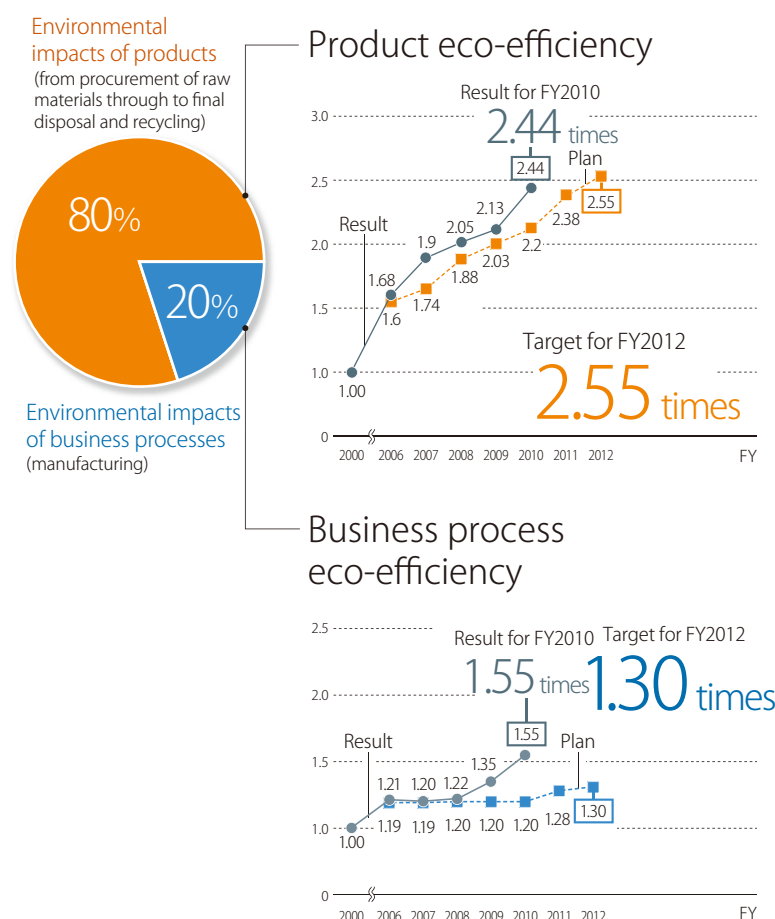 Environmental
impacts of products
(from procurement of raw
materials through to final
disposal and recycling)
80%
20%
Environmental impacts
of business processes
(manufacturing)
Product eco-efficiency
Result for FY2010
2.44 times
3.0
2.5
2.0
1.5
1.0
0
Result
Plan
1.00
1.68
1.9
2.05
2.13
2.44
1.6
1.74
1.88
2.03
2.2
2.38
2.55
Target for FY2012
2.55 times
2000 2006 2007 2008 2009 2010 2011 2012 FY
Business process
eco-efficiency
Result for FY2010 Target for FY2012
1.55 times 1.30 times
2.5
2.0
1.5
1.0
0
Result
Plan
1.00
1.21 1.20 1.22 1.35 1.55
1.19 1.19 1.20 1.20 1.20 1.28 1.30
2000 2006 2007 2008 2009 2010 2011 2012 FY